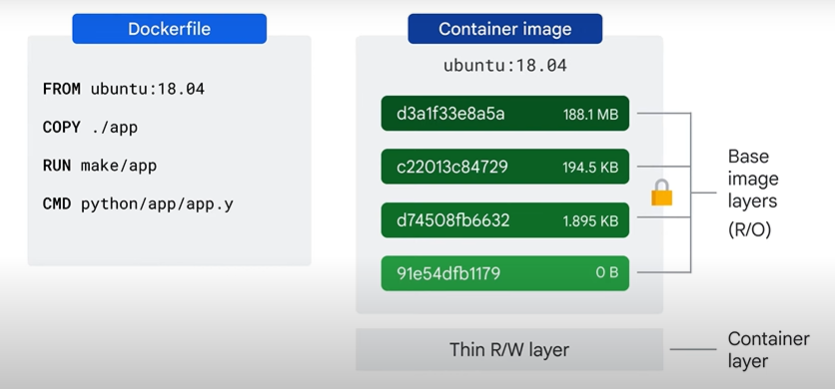 Dockerfile
FROM ubuntu:18.04
COPY ./app
RUN make/app
CMD python/app/app.y
Container image
ubuntu:18.04
d3a1f33e8a5a 188.1 MB
c22013c84729 194.5 KB
d74508fb6632 1.895 KB
91e54dfb1179 0 B
Base
image
layers
(R/O)
Thin R/W layer
Container
layer